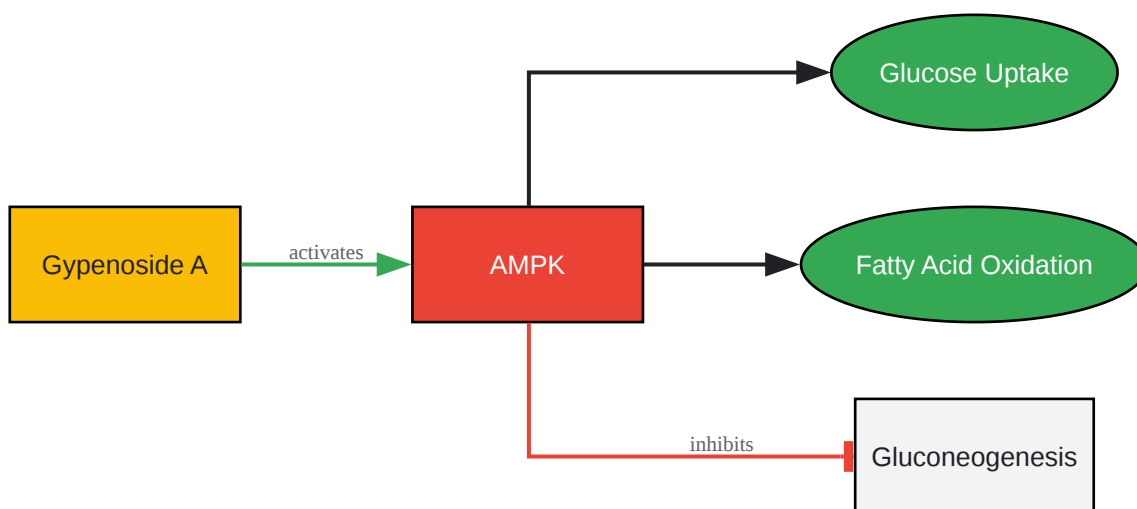 Glucose Uptake
Gypenoside A
activates
AMPK
Fatty Acid Oxidation
inhibits
Gluconeogenesis